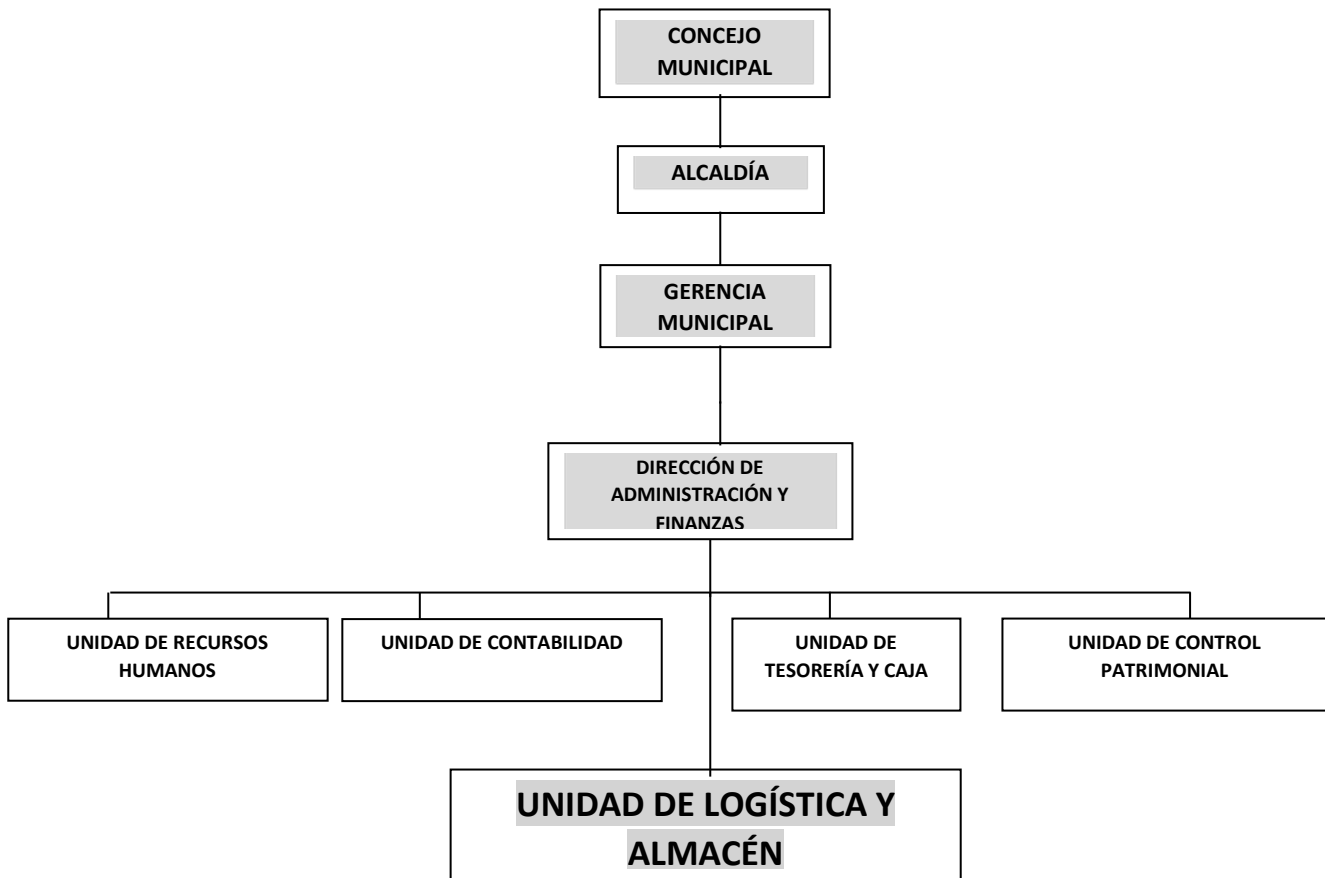 CONCEJO
MUNICIPAL
ALCALDÍA
GERENCIA
MUNICIPAL
DIRECCIÓN DE
ADMINISTRACIÓN Y
FINANZAS
UNIDAD DE RECURSOS
HUMANOS
UNIDAD DE CONTABILIDAD
UNIDAD DE
TESORERÍA Y CAJA
UNIDAD DE CONTROL
PATRIMONIAL
UNIDAD DE LOGÍSTICA Y
ALMACÉN